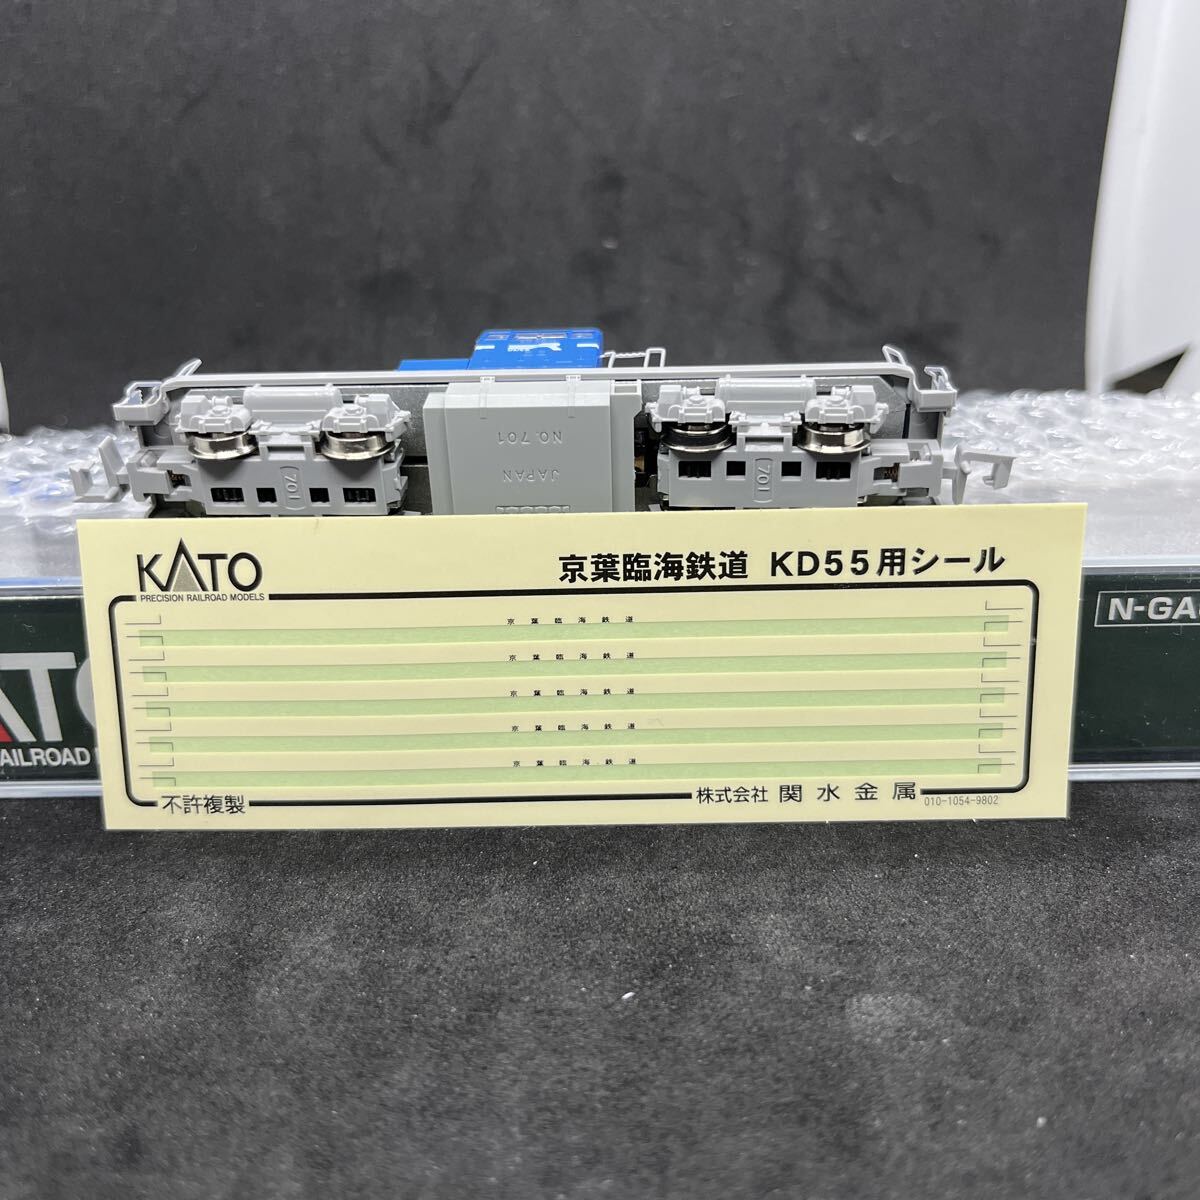 NO.701
JAPAN
701
701
KATO
PRECISION RAILROAD MODELS
京葉臨海鉄道 KD55用シール
京葉臨海鉄道
京葉臨海鉄道
京葉臨海鉄道
京葉臨海鉄道
京葉臨海鉄道
不許複製
株式会社 関水金属
010-1054-9802
N-GA
ATO
AILROAD